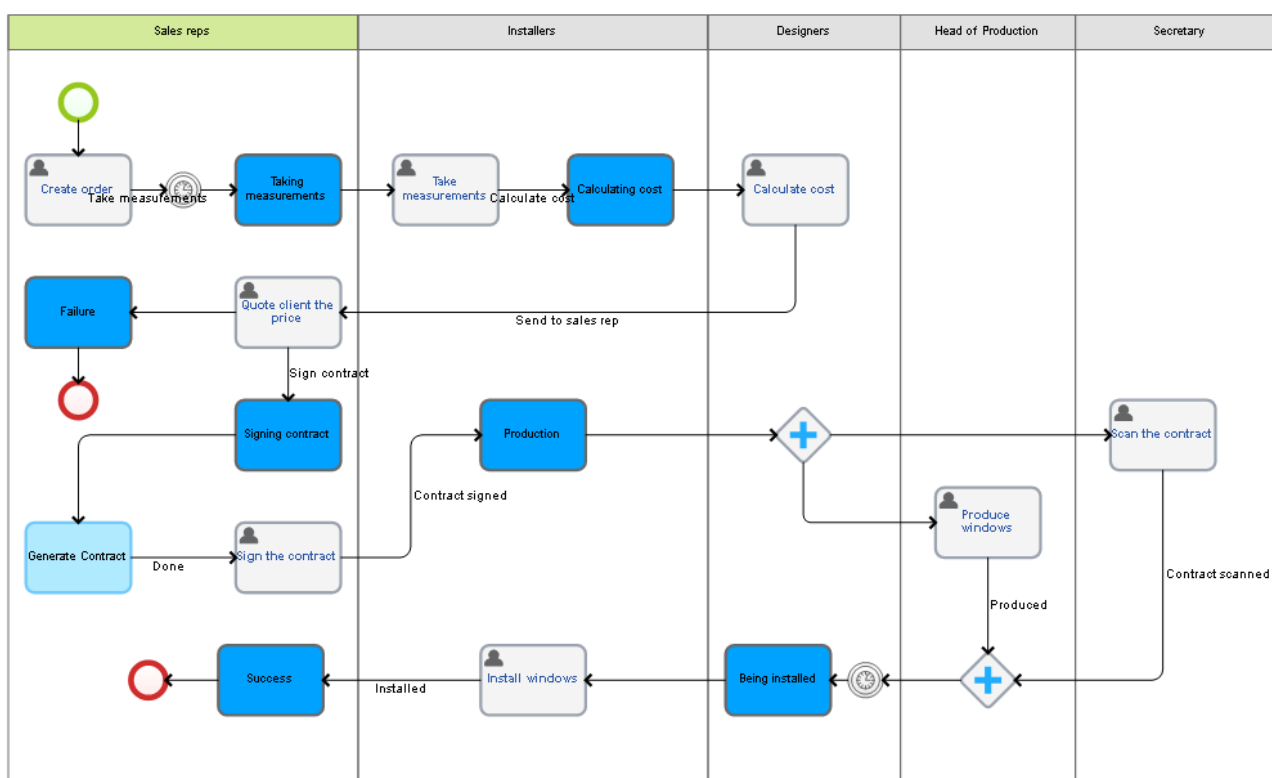 Sales reps
Installers
Designers
Head of Production
Secretary
Create order
Take measurements
Taking
measurements
Take
measurements
Calculate cost
Calculating cost
Calculate cost
Failure
Quote client the
price
Send to sales rep
Sign contract
Signing contract
Production
Scan the contract
Contract signed
Produce
windows
Generate Contract
Done
Sign the contract
Contract scanned
Produced
Success
Installed
Install windows
Being installed